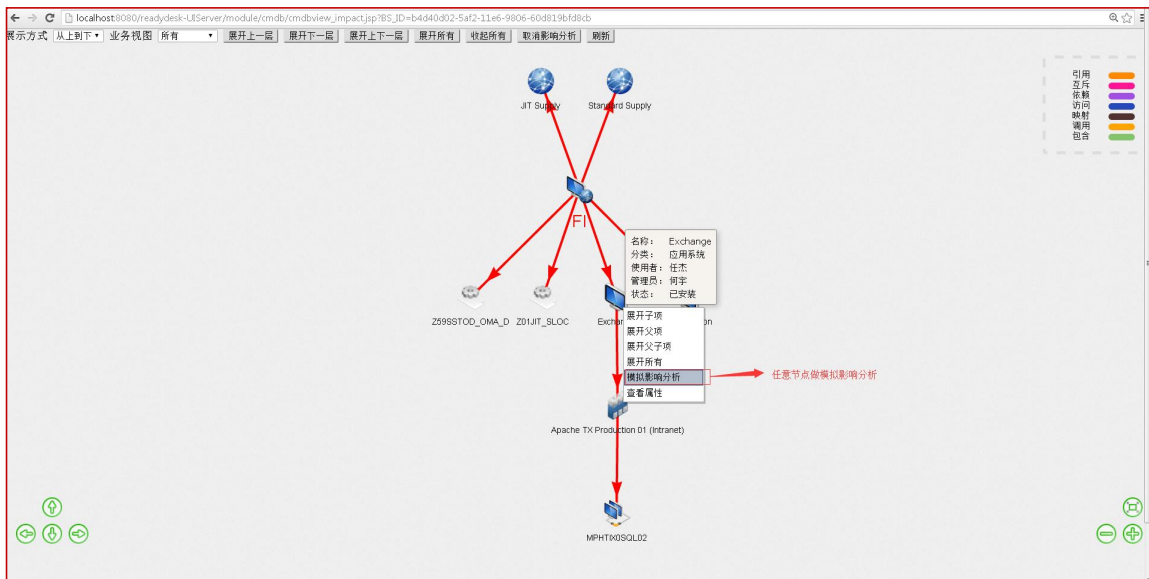 localhost:8080/readydesk-UIServer/module/cmdb/cmdbview_impact.jsp?BS_ID=b4d40d02-5af2-11e6-9806-60d819bfd8cb
展示方式 从上到下 业务视图 所有 展开上一层 展开下一层 展开上下一层 展开所有 收起所有 取消影响分析 刷新
引用
互斥
依赖
访问
映射
调用
包含
JIT Supply Standard Supply
FI
名称： Exchange
分类： 应用系统
使用者： 任杰
管理员： 何宇
状态： 已安装
Z59SSTOD_OMA_D Z01JIT_SLOC
展开子项
展开父项
展开父子项
展开所有
模拟影响分析
查看属性
任意节点做模拟影响分析
Apache TX Production 01 (Intranet)
MPHTIX0SQL02